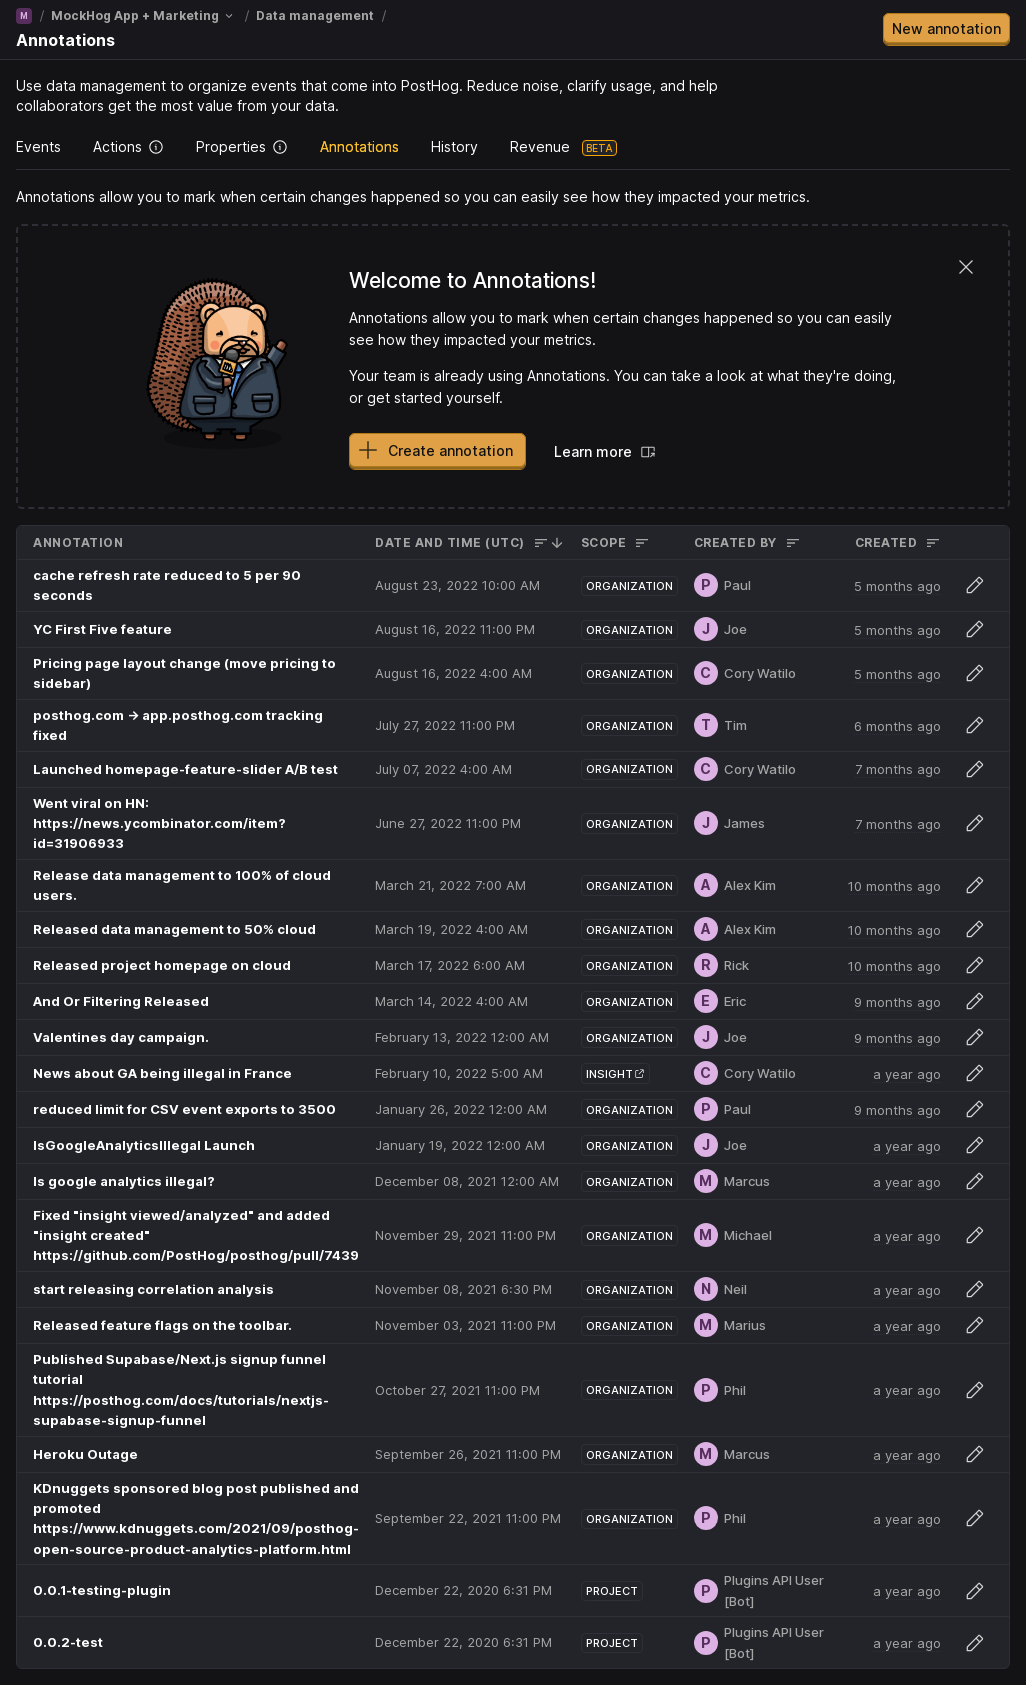 M / MockHog App + Marketing / Data management /
Annotations
New annotation
Use data management to organize events that come into PostHog. Reduce noise, clarify usage, and help
collaborators get the most value from your data.
Events Actions Properties Annotations History Revenue BETA
Annotations allow you to mark when certain changes happened so you can easily see how they impacted your metrics.
Welcome to Annotations!
Annotations allow you to mark when certain changes happened so you can easily
see how they impacted your metrics.
Your team is already using Annotations. You can take a look at what they're doing,
or get started yourself.
Create annotation Learn more
ANNOTATION DATE AND TIME (UTC) SCOPE CREATED BY CREATED
cache refresh rate reduced to 5 per 90
seconds
August 23, 2022 10:00 AM ORGANIZATION P Paul 5 months ago
YC First Five feature August 16, 2022 11:00 PM ORGANIZATION J Joe 5 months ago
Pricing page layout change (move pricing to
sidebar)
August 16, 2022 4:00 AM ORGANIZATION C Cory Watilo 5 months ago
posthog.com → app.posthog.com tracking
fixed
July 27, 2022 11:00 PM ORGANIZATION T Tim 6 months ago
Launched homepage-feature-slider A/B test July 07, 2022 4:00 AM ORGANIZATION C Cory Watilo 7 months ago
Went viral on HN:
https://news.ycombinator.com/item?
id=31906933
June 27, 2022 11:00 PM ORGANIZATION J James 7 months ago
Release data management to 100% of cloud
users.
March 21, 2022 7:00 AM ORGANIZATION A Alex Kim 10 months ago
Released data management to 50% cloud March 19, 2022 4:00 AM ORGANIZATION A Alex Kim 10 months ago
Released project homepage on cloud March 17, 2022 6:00 AM ORGANIZATION R Rick 10 months ago
And Or Filtering Released March 14, 2022 4:00 AM ORGANIZATION E Eric 9 months ago
Valentines day campaign. February 13, 2022 12:00 AM ORGANIZATION J Joe 9 months ago
News about GA being illegal in France February 10, 2022 5:00 AM INSIGHT C Cory Watilo a year ago
reduced limit for CSV event exports to 3500 January 26, 2022 12:00 AM ORGANIZATION P Paul 9 months ago
IsGoogleAnalyticsIllegal Launch January 19, 2022 12:00 AM ORGANIZATION J Joe a year ago
Is google analytics illegal? December 08, 2021 12:00 AM ORGANIZATION M Marcus a year ago
Fixed "insight viewed/analyzed" and added
"insight created"
https://github.com/PostHog/posthog/pull/7439
November 29, 2021 11:00 PM ORGANIZATION M Michael a year ago
start releasing correlation analysis November 08, 2021 6:30 PM ORGANIZATION N Neil a year ago
Released feature flags on the toolbar. November 03, 2021 11:00 PM ORGANIZATION M Marius a year ago
Published Supabase/Next.js signup funnel
tutorial
https://posthog.com/docs/tutorials/nextjs-
supabase-signup-funnel
October 27, 2021 11:00 PM ORGANIZATION P Phil a year ago
Heroku Outage September 26, 2021 11:00 PM ORGANIZATION M Marcus a year ago
KDnuggets sponsored blog post published and
promoted
https://www.kdnuggets.com/2021/09/posthog-
open-source-product-analytics-platform.html
September 22, 2021 11:00 PM ORGANIZATION P Phil a year ago
0.0.1-testing-plugin December 22, 2020 6:31 PM PROJECT P Plugins API User
[Bot]
a year ago
0.0.2-test December 22, 2020 6:31 PM PROJECT P Plugins API User
[Bot]
a year ago